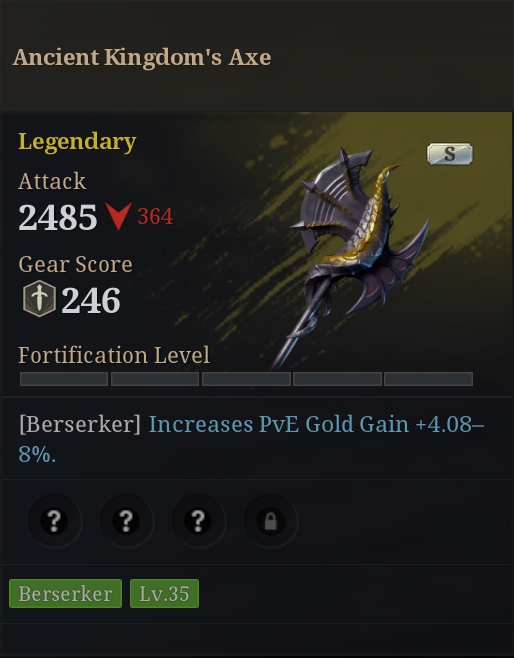 Ancient Kingdom's Axe
Legendary
S
Attack
2485 364
Gear Score
246
Fortification Level
[Berserker] Increases PvE Gold Gain +4.08–
8%.
? ? ?
Berserker Lv.35